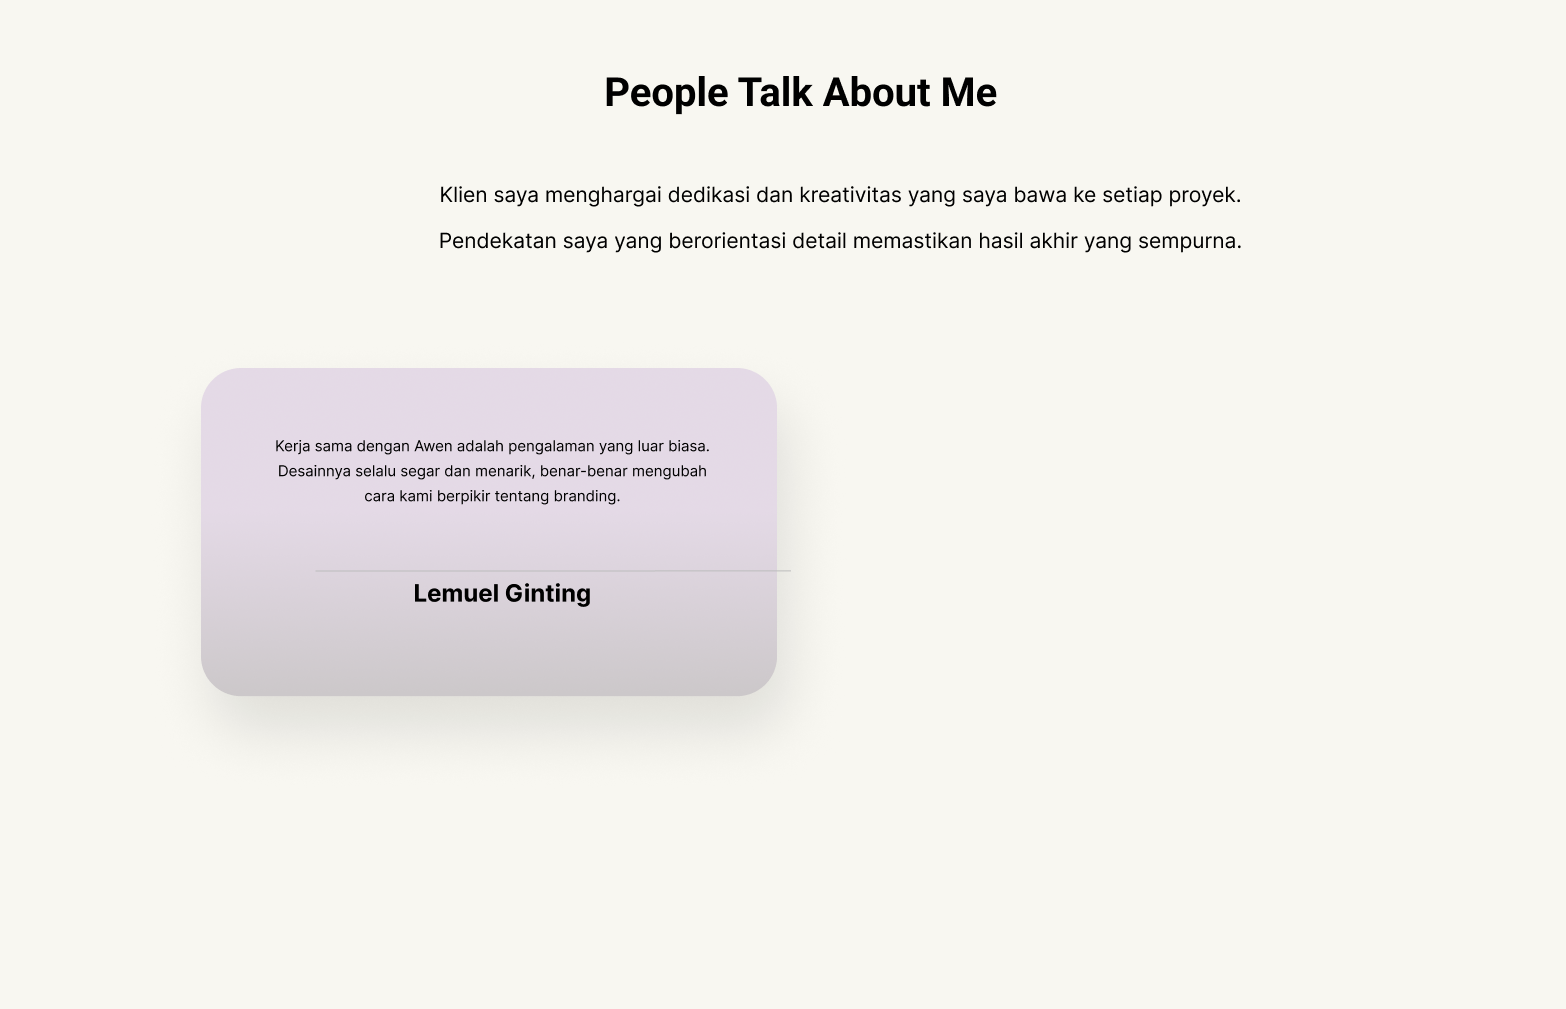 People Talk About Me
Klien saya menghargai dedikasi dan kreativitas yang saya bawa ke setiap proyek.
Pendekatan saya yang berorientasi detail memastikan hasil akhir yang sempurna.
Kerja sama dengan Awen adalah pengalaman yang luar biasa.
Desainnya selalu segar dan menarik, benar-benar mengubah
cara kami berpikir tentang branding.
Lemuel Ginting